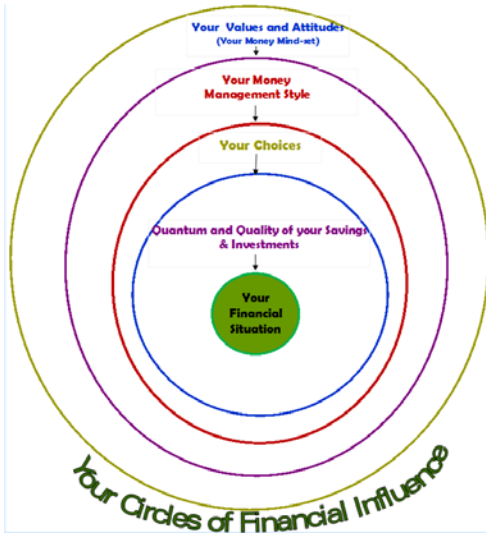 Your Values and Attitudes
(Your Money Mind-set)
Your Money
Management Style
Your Choices
Quantum and Quality of your Savings
& Investments
Your
Financial
Situation
Your Circles of Financial Influence